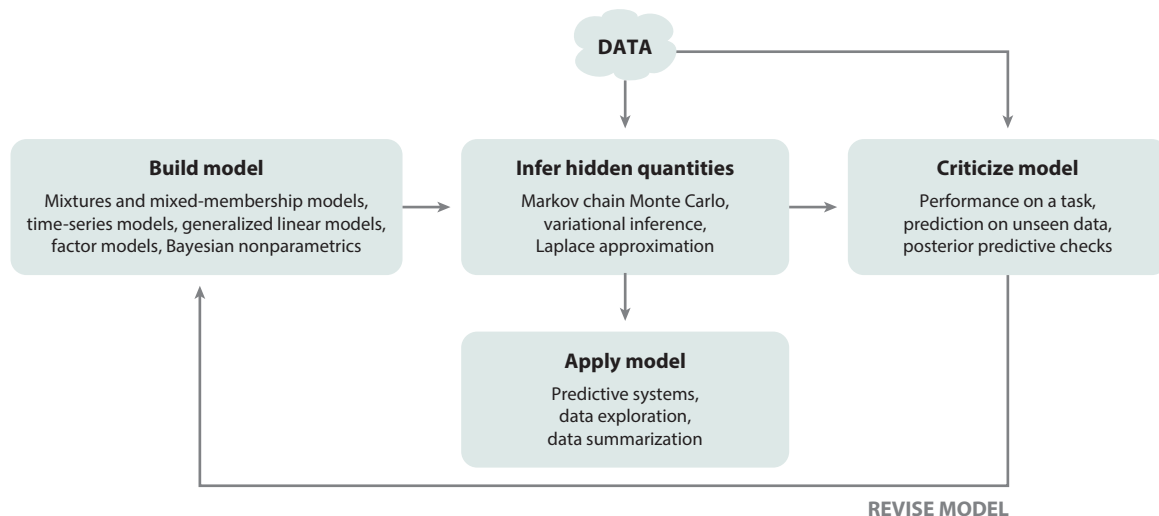 DATA
Build model
Mixtures and mixed-membership models,
time-series models, generalized linear models,
factor models, Bayesian nonparametrics
Infer hidden quantities
Markov chain Monte Carlo,
variational inference,
Laplace approximation
Criticize model
Performance on a task,
prediction on unseen data,
posterior predictive checks
Apply model
Predictive systems,
data exploration,
data summarization
REVISE MODEL